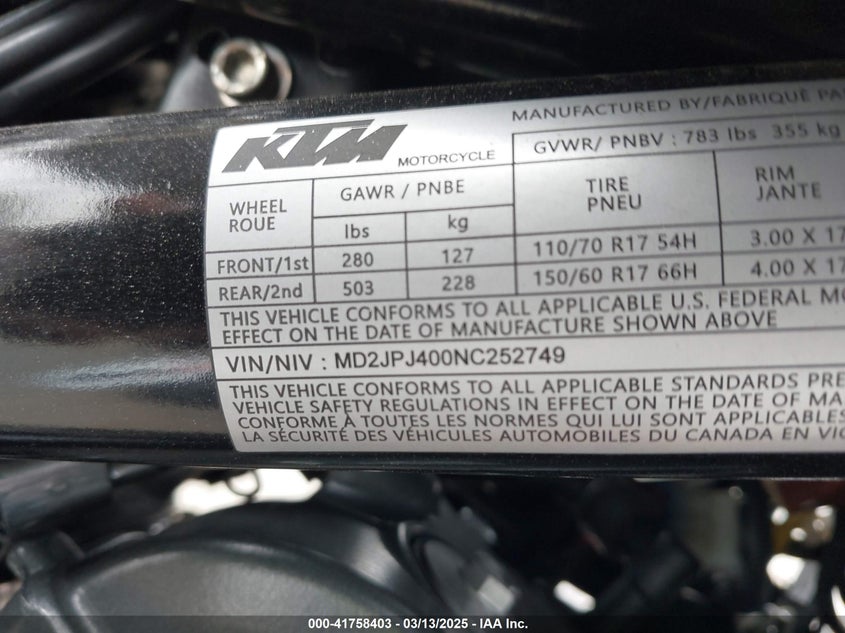 KTM MOTORCYCLE
MANUFACTURED BY/FABRIQUÉ PA
GVWR/ PNBV : 783 lbs 355 kg
WHEEL ROUE GAWR / PNBE TIRE PNEU RIM JANTE
lbs kg
FRONT/1st 280 127 110/70 R17 54H 3.00 X 17
REAR/2nd 503 228 150/60 R17 66H 4.00 X 17
THIS VEHICLE CONFORMS TO ALL APPLICABLE U.S. FEDERAL MO
EFFECT ON THE DATE OF MANUFACTURE SHOWN ABOVE
VIN/NIV : MD2JPJ400NC252749
THIS VEHICLE CONFORMS TO ALL APPLICABLE STANDARDS PRE
VEHICLE SAFETY REGULATIONS IN EFFECT ON THE DATE OF MA
CONFORME À TOUTES LES NORMES QUI LUI SONT APPLICABLES
LA SÉCURITÉ DES VÉHICULES AUTOMOBILES DU CANADA EN VIG
000-41758403 — 03/13/2025 — IAA Inc.